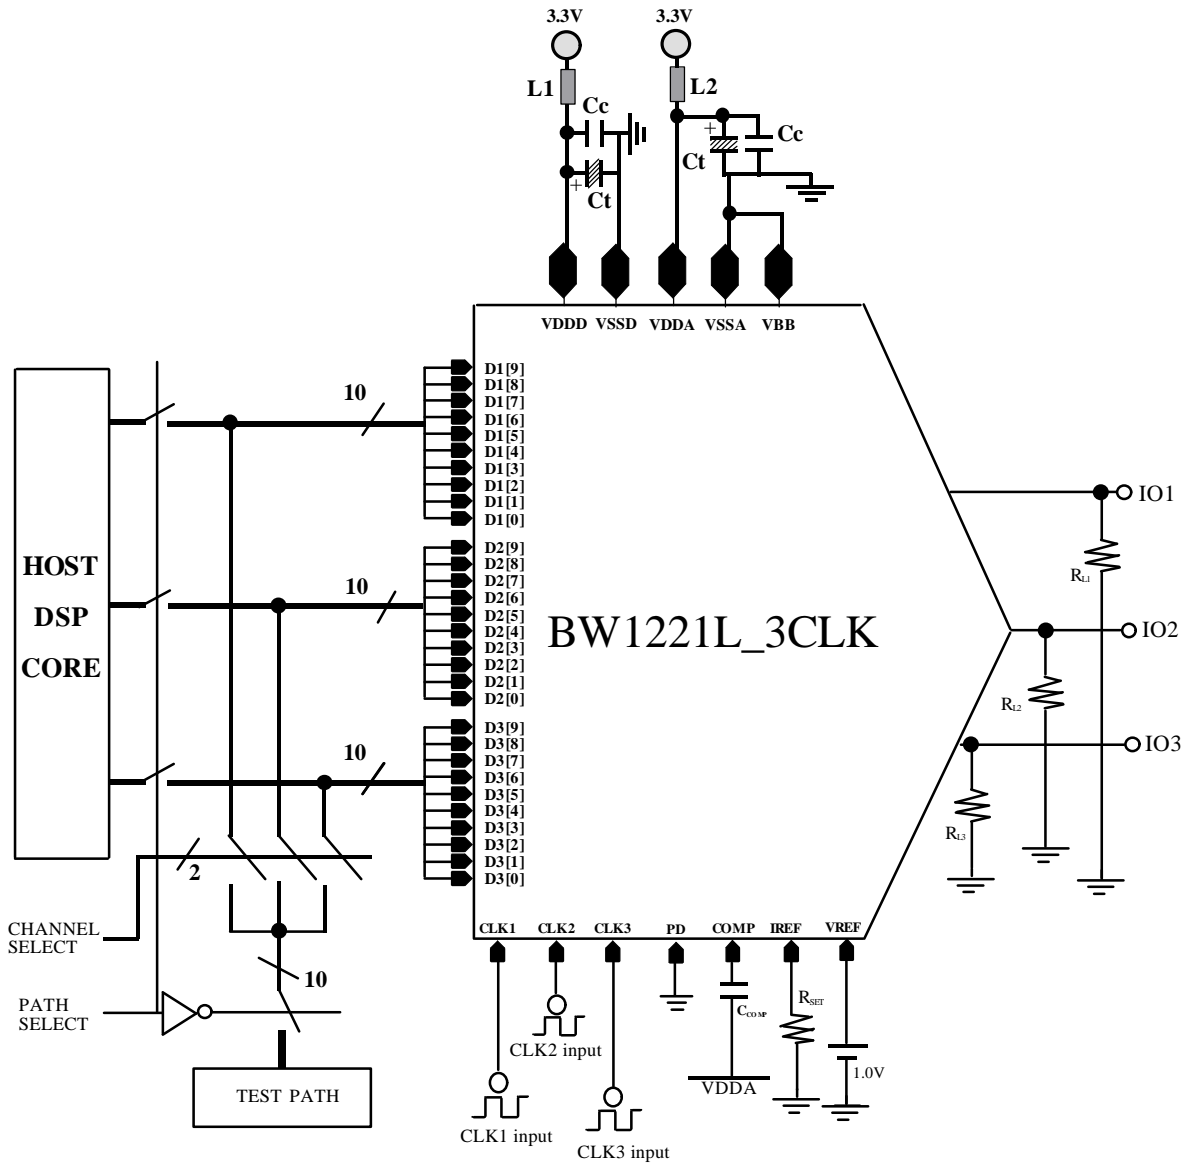 3.3V 3.3V
L1 L2
Cc
+ Cc
Ct
+ Ct
VDDD VSSD VDDA VSSA VBB
D1[9]
D1[8]
10 D1[7]
D1[6]
D1[5]
D1[4]
D1[3]
D1[2]
D1[1]
D1[0]
IO1
D2[9]
D2[8]
10 D2[7]
D2[6]
D2[5]
D2[4]
D2[3]
D2[2]
D2[1]
D2[0]
HOST
DSP
CORE
BW1221L_3CLK
RL1
IO2
RL2
IO3
D3[9]
D3[8]
10 D3[7]
D3[6]
D3[5]
D3[4]
D3[3]
D3[2]
D3[1]
D3[0]
RL3
2
CHANNEL
SELECT
CLK1 CLK2 CLK3 PD COMP IREF VREF
10
PATH
SELECT
CCOMP
RSET
CLK2 input
1.0V
VDDA
TEST PATH
CLK1 input
CLK3 input